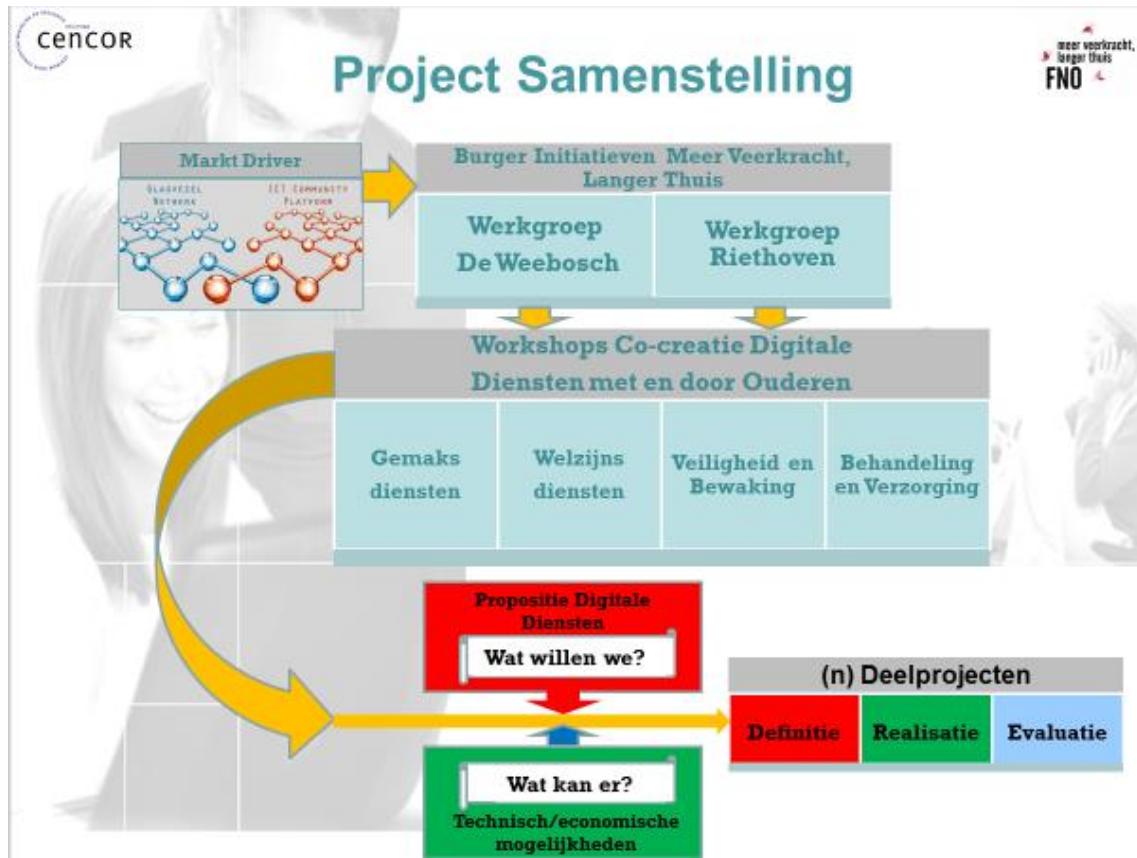 CENCOR
Project Samenstelling
meer veerkracht,
langer thuis
FNO
Markt Driver
GLASVEZEL
NETWERK
ICT COMMUNITY
PLATFORM
Burger Initiatieven Meer Veerkracht,
Langer Thuis
Werkgroep
De Weebosch
Werkgroep
Riethoven
Workshops Co-creatie Digitale
Diensten met en door Ouderen
Gemaks
diensten
Welzijns
diensten
Veiligheid en
Bewaking
Behandeling
en Verzorging
Propositie Digitale
Diensten
Wat willen we?
(n) Deelprojecten
Definitie
Realisatie
Evaluatie
Wat kan er?
Technisch/economische
mogelijkheden